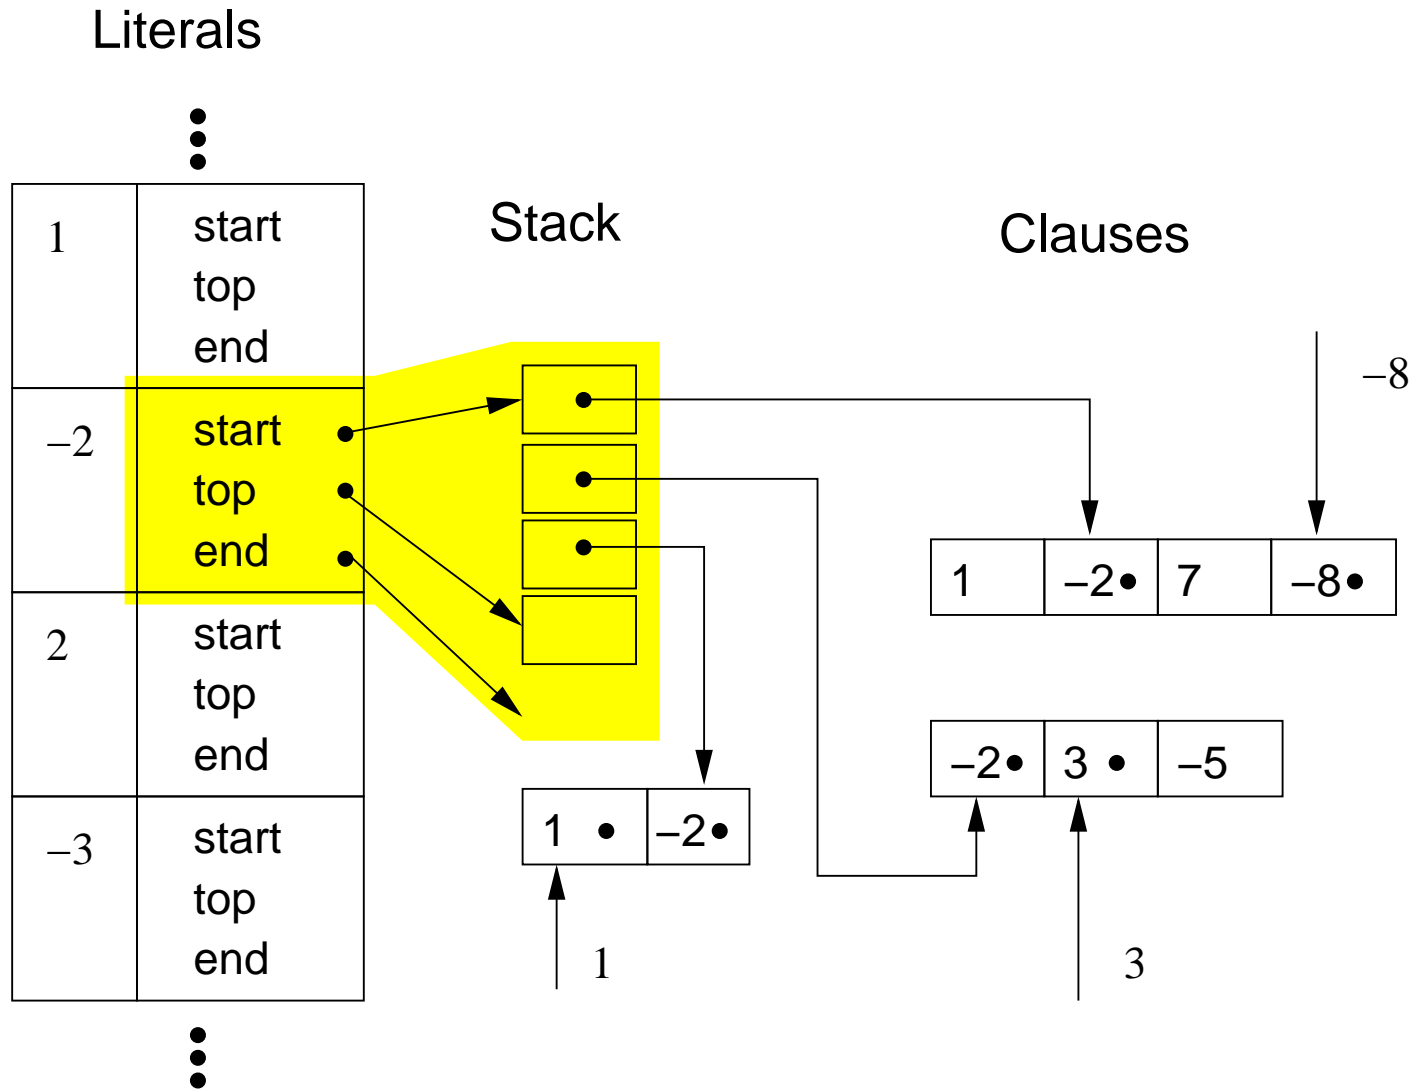 Literals
Stack
Clauses
1
start
top
end
−2
start
top
end
2
start
top
end
−3
start
top
end
−8
1 −2 7 −8
−2 3 −5
1 −2
1
3